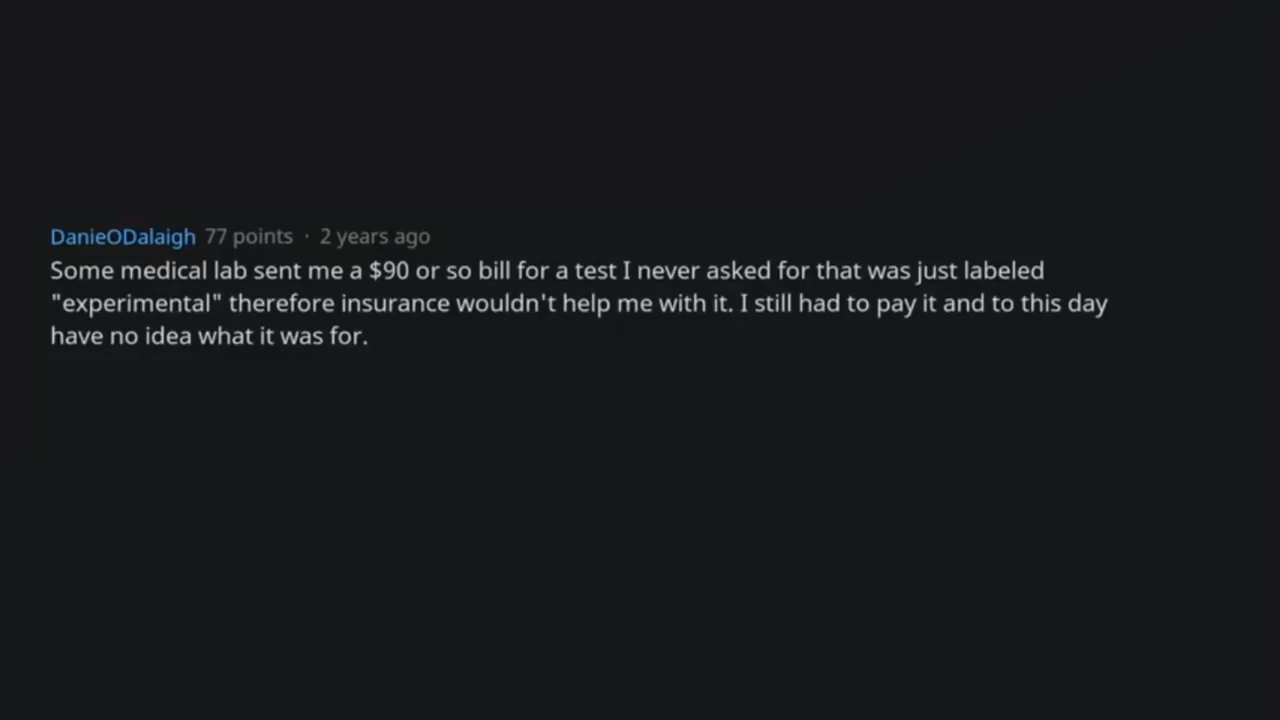 DanieODalaigh 77 points · 2 years ago
Some medical lab sent me a $90 or so bill for a test I never asked for that was just labeled
"experimental" therefore insurance wouldn't help me with it. I still had to pay it and to this day
have no idea what it was for.